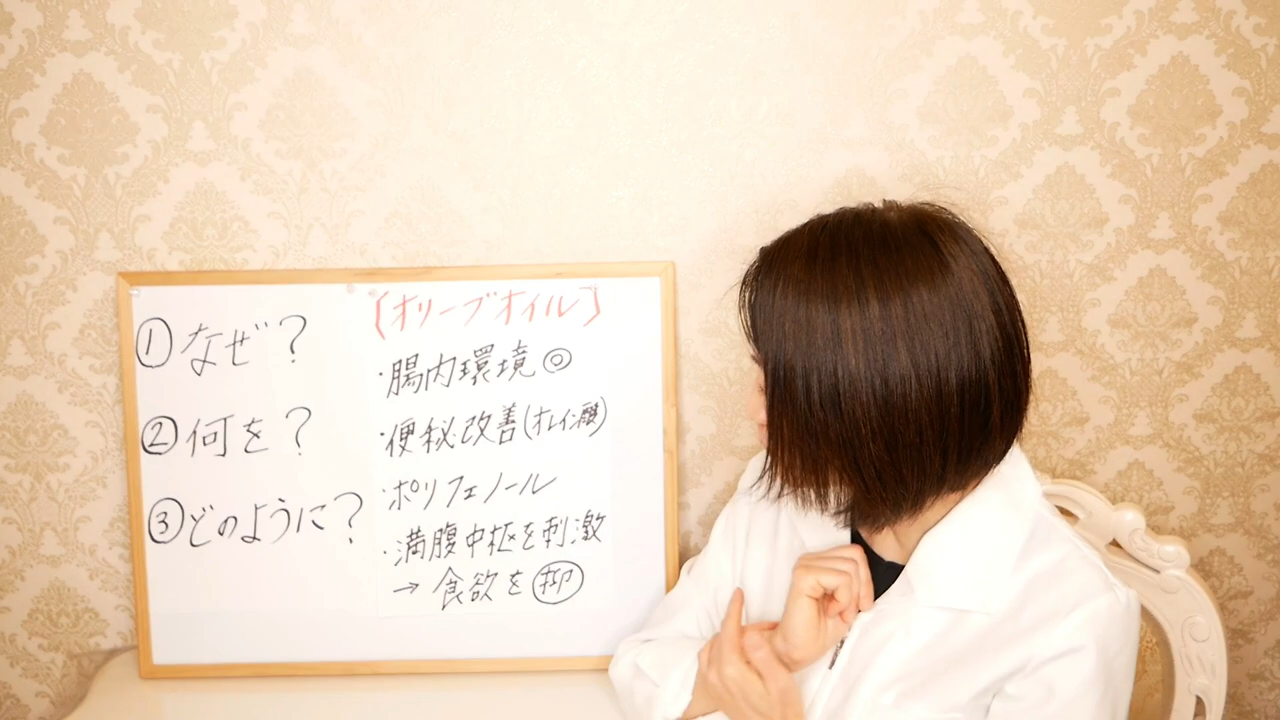 ①なぜ?
②何を?
③どのように?
【オリーブオイル】
・腸内環境◎
・便秘改善(オレイン酸)
・ポリフェノール
・満腹中枢を刺激
→食欲を㊥抑